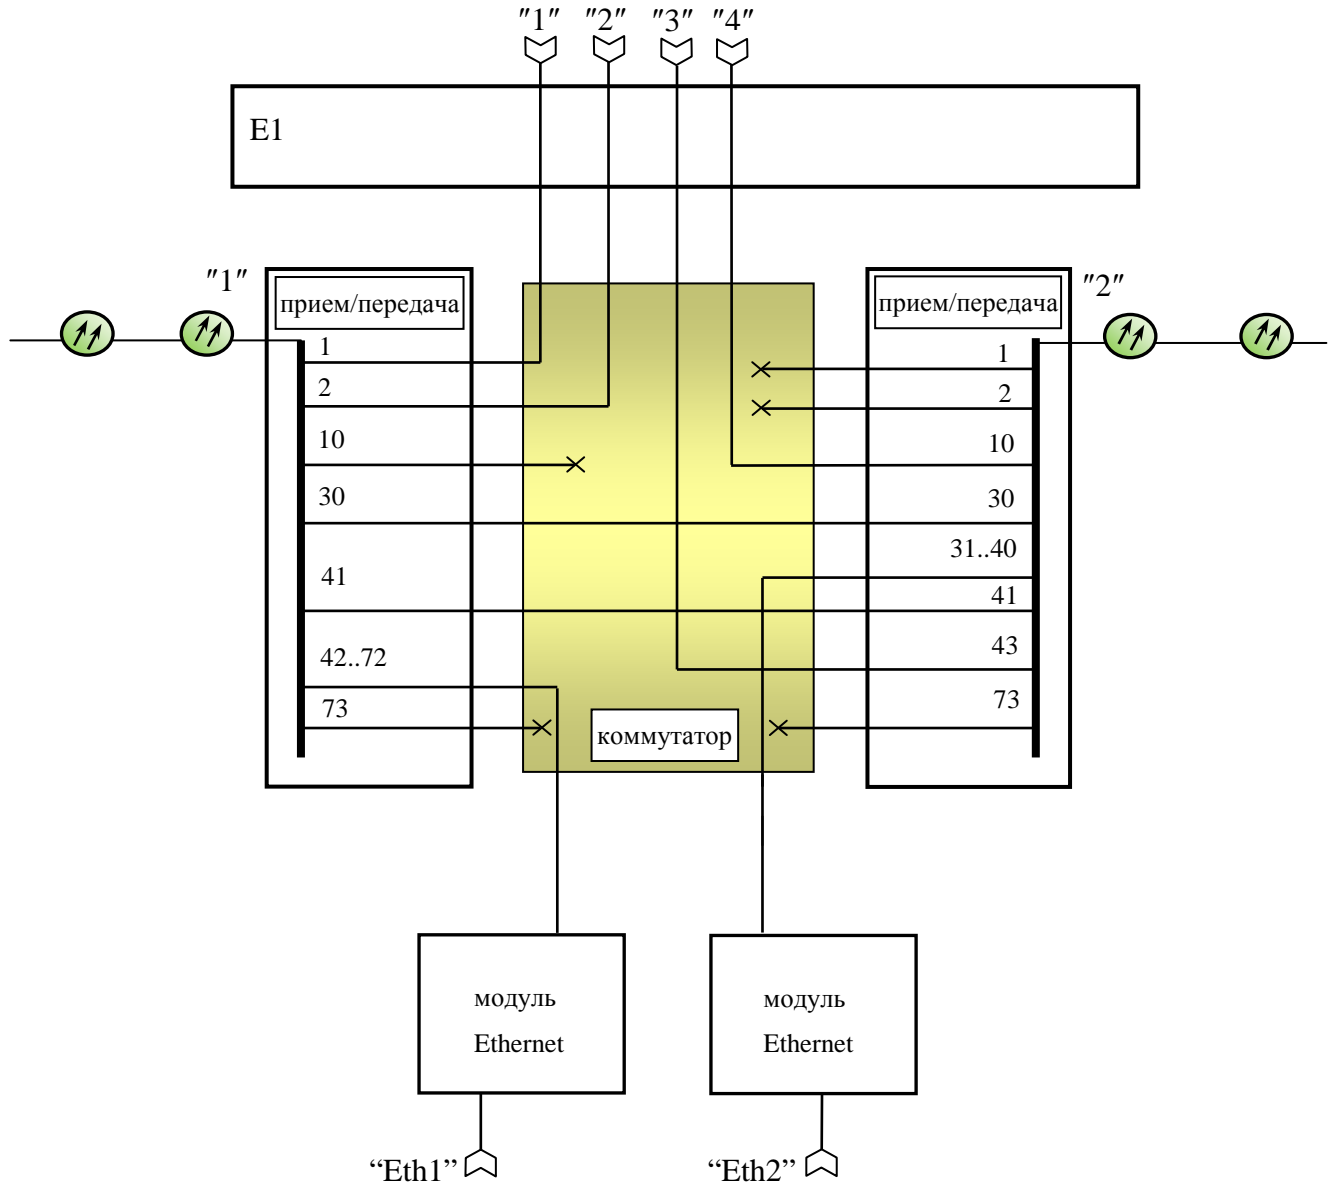 "1" "2" "3" "4"
E1
"1"
прием/передача
прием/передача
"2"
1
2
10
30
41
42..72
73
1
2
10
30
31..40
41
43
73
коммутатор
модуль
Ethernet
модуль
Ethernet
“Eth1”
“Eth2”